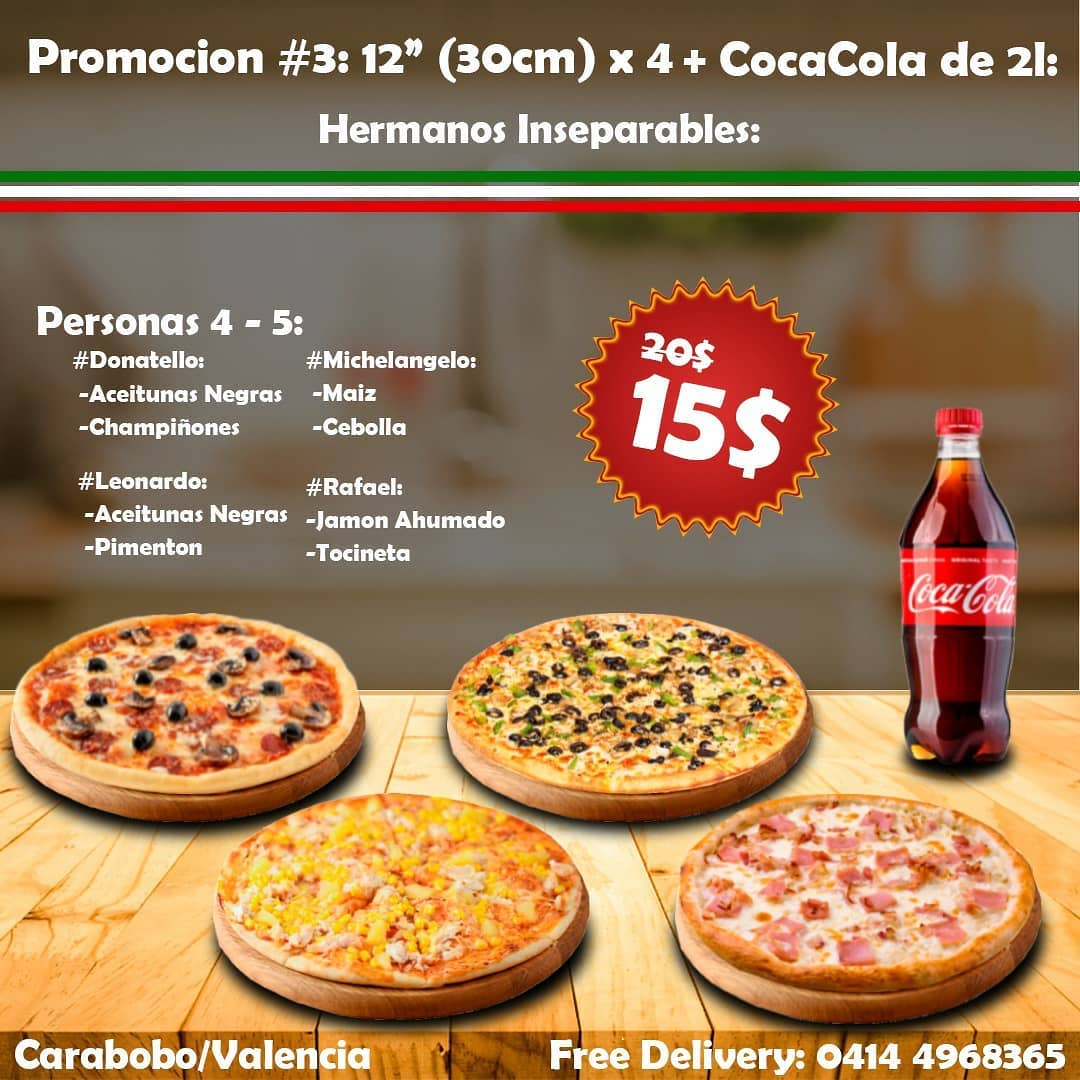 Promocion #3: 12” (30cm) x 4 + CocaCola de 2l:
Hermanos Inseparables:
Personas 4 - 5:
#Donatello:
-Aceitunas Negras
-Champiñones
#Michelangelo:
-Maiz
-Cebolla
#Leonardo:
-Aceitunas Negras
-Pimenton
#Rafael:
-Jamon Ahumado
-Tocineta
20$
15$
Coca-Cola
Carabobo/Valencia
Free Delivery: 0414 4968365